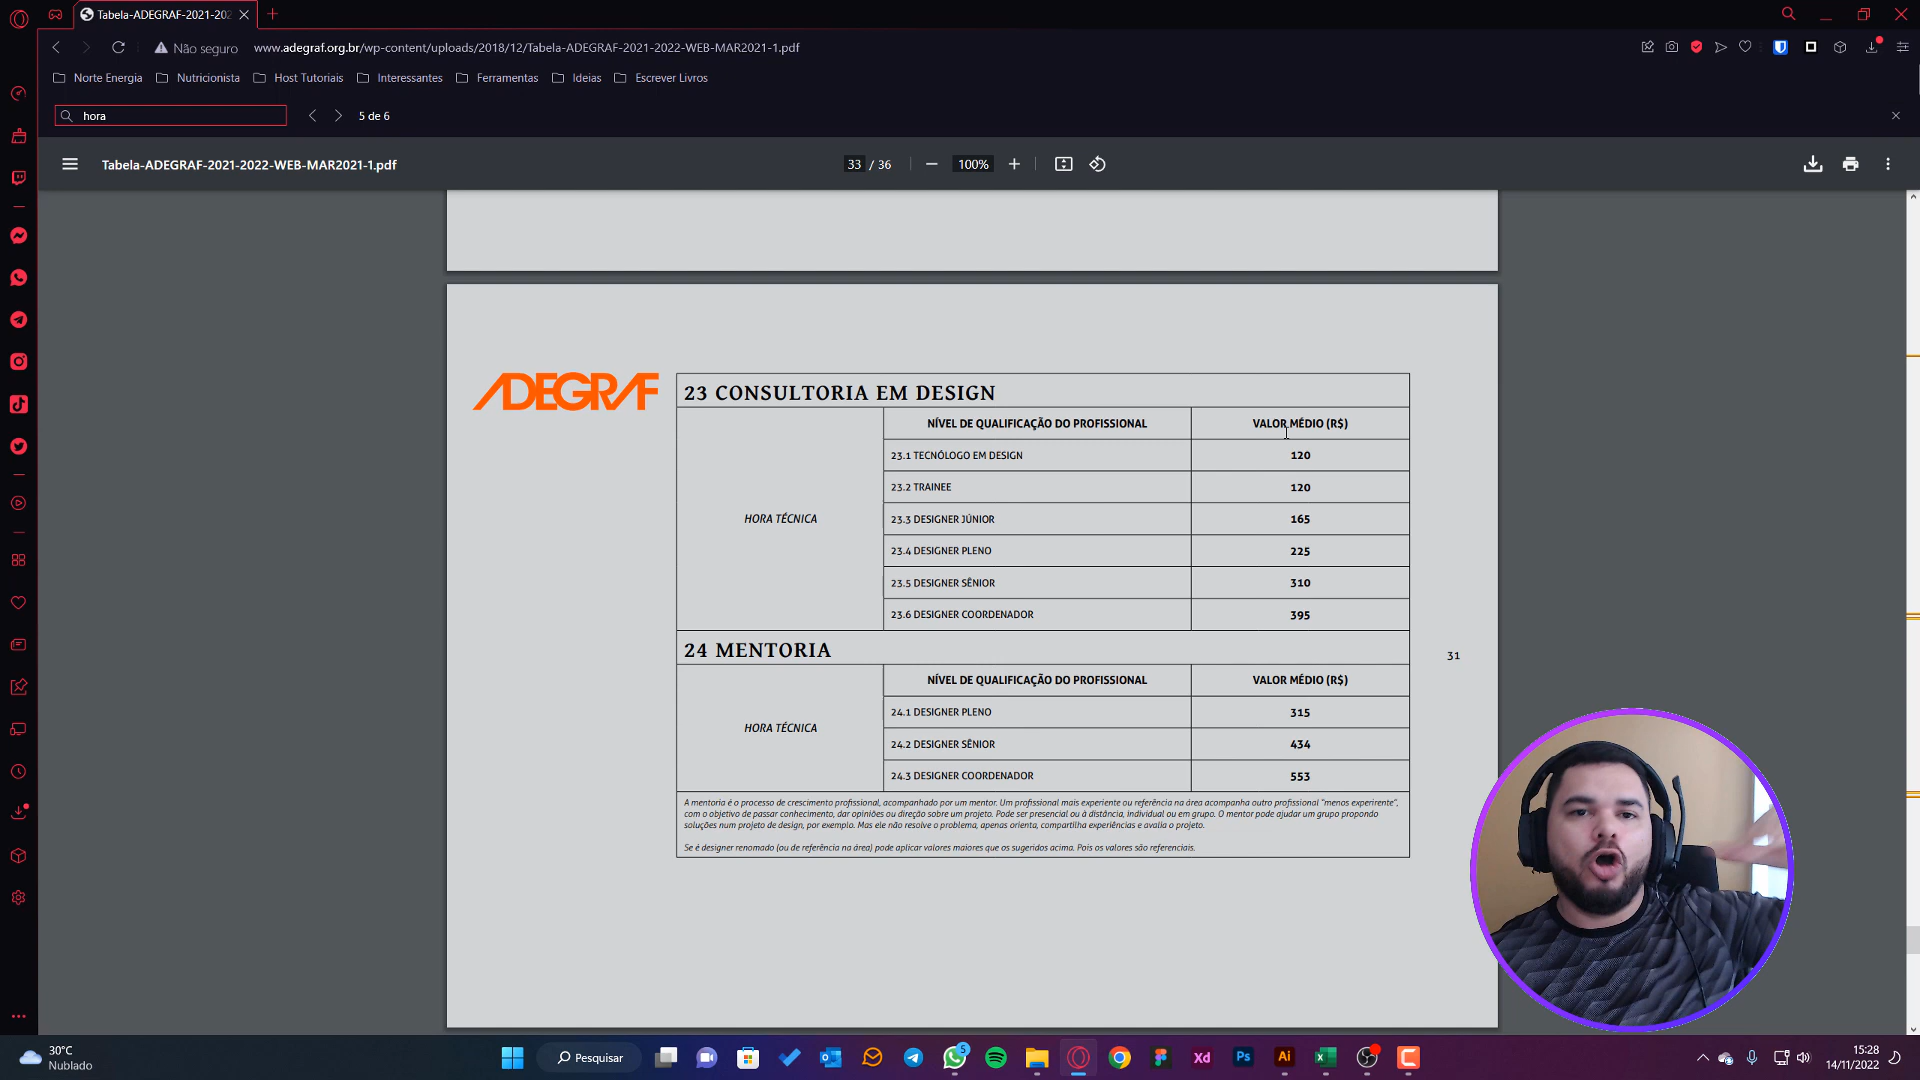 Tabela-ADEGRAF-2021-202
Não seguro
www.adegraf.org.br/wp-content/uploads/2018/12/Tabela-ADEGRAF-2021-2022-WEB-MAR2021-1.pdf
Norte Energia
Nutricionista
Host Tutoriais
Interessantes
Ferramentas
Ideias
Escrever Livros
hora
5 de 6
Tabela-ADEGRAF-2021-2022-WEB-MAR2021-1.pdf
33 / 36
100%
ADEGRAF
23 CONSULTORIA EM DESIGN
NÍVEL DE QUALIFICAÇÃO DO PROFISSIONAL
VALOR MÉDIO (R$)
HORA TÉCNICA
23.1 TECNÓLOGO EM DESIGN
120
23.2 TRAINEE
120
23.3 DESIGNER JÚNIOR
165
23.4 DESIGNER PLENO
225
23.5 DESIGNER SÊNIOR
310
23.6 DESIGNER COORDENADOR
395
24 MENTORIA
NÍVEL DE QUALIFICAÇÃO DO PROFISSIONAL
VALOR MÉDIO (R$)
HORA TÉCNICA
24.1 DESIGNER PLENO
315
24.2 DESIGNER SÊNIOR
434
24.3 DESIGNER COORDENADOR
553
A mentoria é o processo de crescimento profissional, acompanhado por um mentor. Um profissional mais experiente ou referência na área acompanha outro profissional "menos experirente",
com o objetivo de passar conhecimento, dar opiniões ou direção sobre um projeto. Pode ser presencial ou à distância, individual ou em grupo. O mentor pode ajudar um grupo propondo
soluções num projeto de design, por exemplo. Mas ele não resolve o problema, apenas orienta, compartilha experiências e avalia o projeto.
Se é designer renomado (ou de referência na área) pode aplicar valores maiores que os sugeridos acima. Pois os valores são referenciais.
31
30°C
Nublado
Pesquisar
5
Xd
Ps
Ai
15:28
14/11/2022